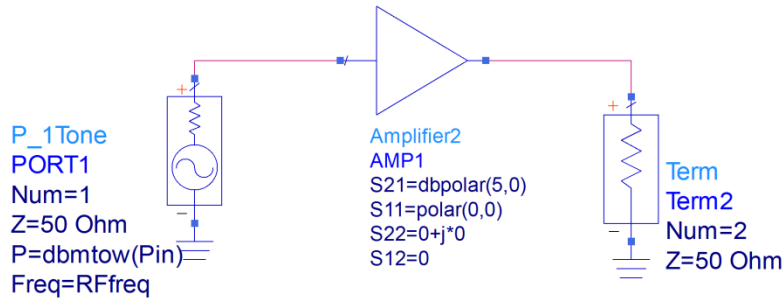 P_1Tone
PORT1
Num=1
Z=50 Ohm
P=dbmtow(Pin)
Freq=RFfreq
Amplifier2
AMP1
S21=dbpolar(5,0)
S11=polar(0,0)
S22=0+j*0
S12=0
Term
Term2
Num=2
Z=50 Ohm